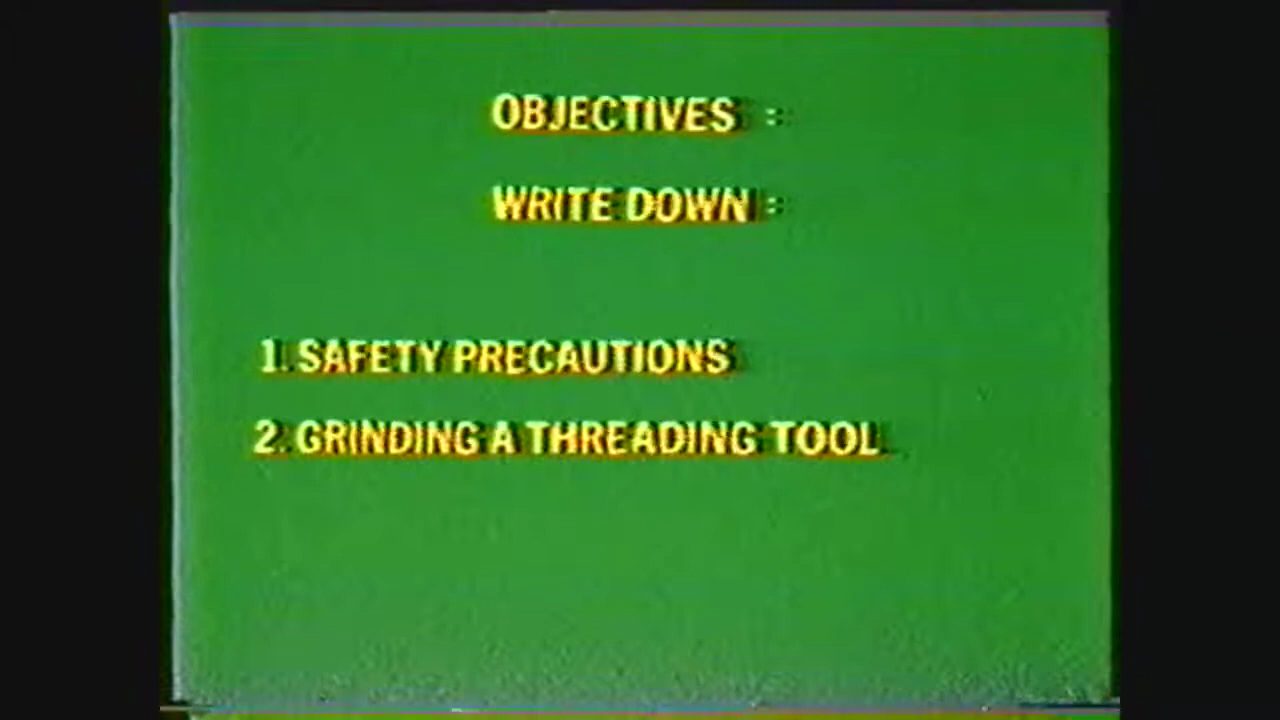 OBJECTIVES :
WRITE DOWN :
1. SAFETY PRECAUTIONS
2. GRINDING A THREADING TOOL